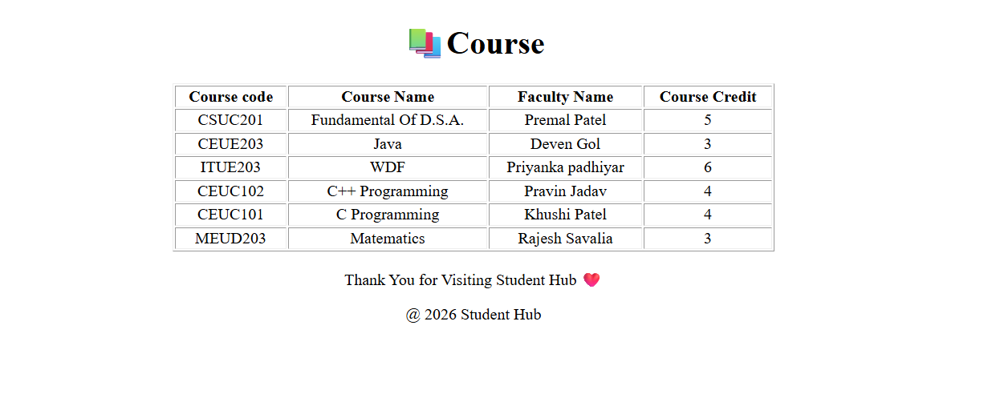 📚 Course
Course code Course Name Faculty Name Course Credit
CSUC201 Fundamental Of D.S.A. Premal Patel 5
CEUE203 Java Deven Gol 3
ITUE203 WDF Priyanka padhiyar 6
CEUC102 C++ Programming Pravin Jadav 4
CEUC101 C Programming Khushi Patel 4
MEUD203 Matematics Rajesh Savalia 3
Thank You for Visiting Student Hub ❤️
@ 2026 Student Hub